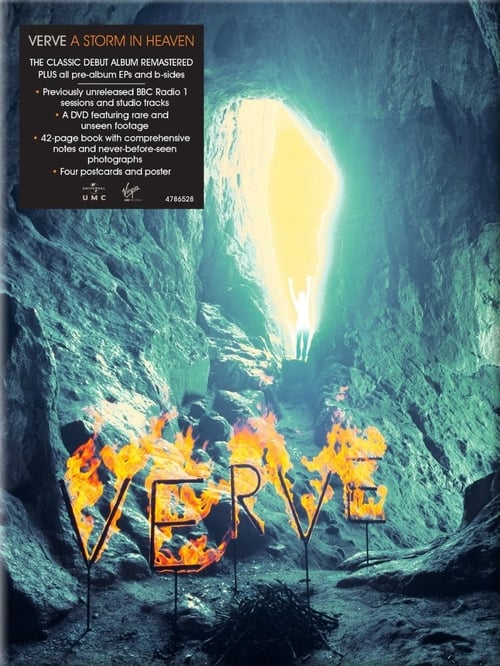 VERVE A STORM IN HEAVEN
THE CLASSIC DEBUT ALBUM REMASTERED
PLUS all pre-album EPs and b-sides
• Previously unreleased BBC Radio 1
sessions and studio tracks
• A DVD featuring rare and
unseen footage
• 42-page book with comprehensive
notes and never-before-seen
photographs
• Four postcards and poster
UNIVERSAL
UMC
Virgin
4786528
VERVE